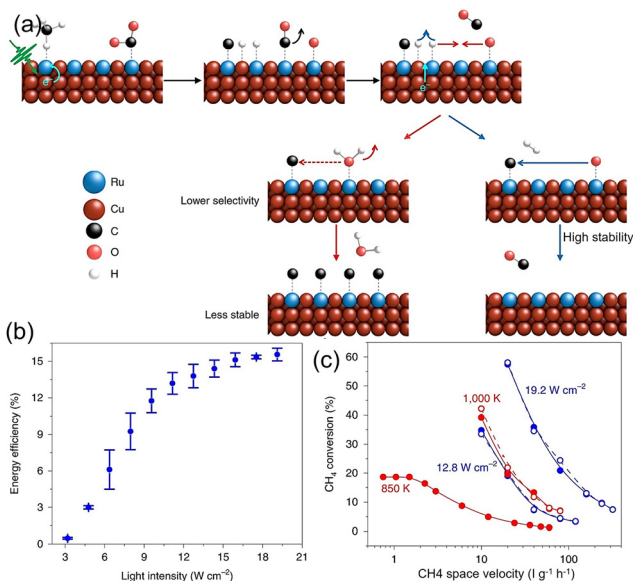 (a)
e⁻
e⁻
Ru
Cu
C
O
H
Lower selectivity
High stability
Less stable
(b)
Energy efficiency (%)
15
12
9
6
3
0
3
6
9
12
15
18
21
Light intensity (W cm⁻²)
(c)
CH₄ conversion (%)
60
50
40
30
20
10
0
1,000 K
19.2 W cm⁻²
12.8 W cm⁻²
850 K
1
10
100
CH4 space velocity (l g⁻¹ h⁻¹)